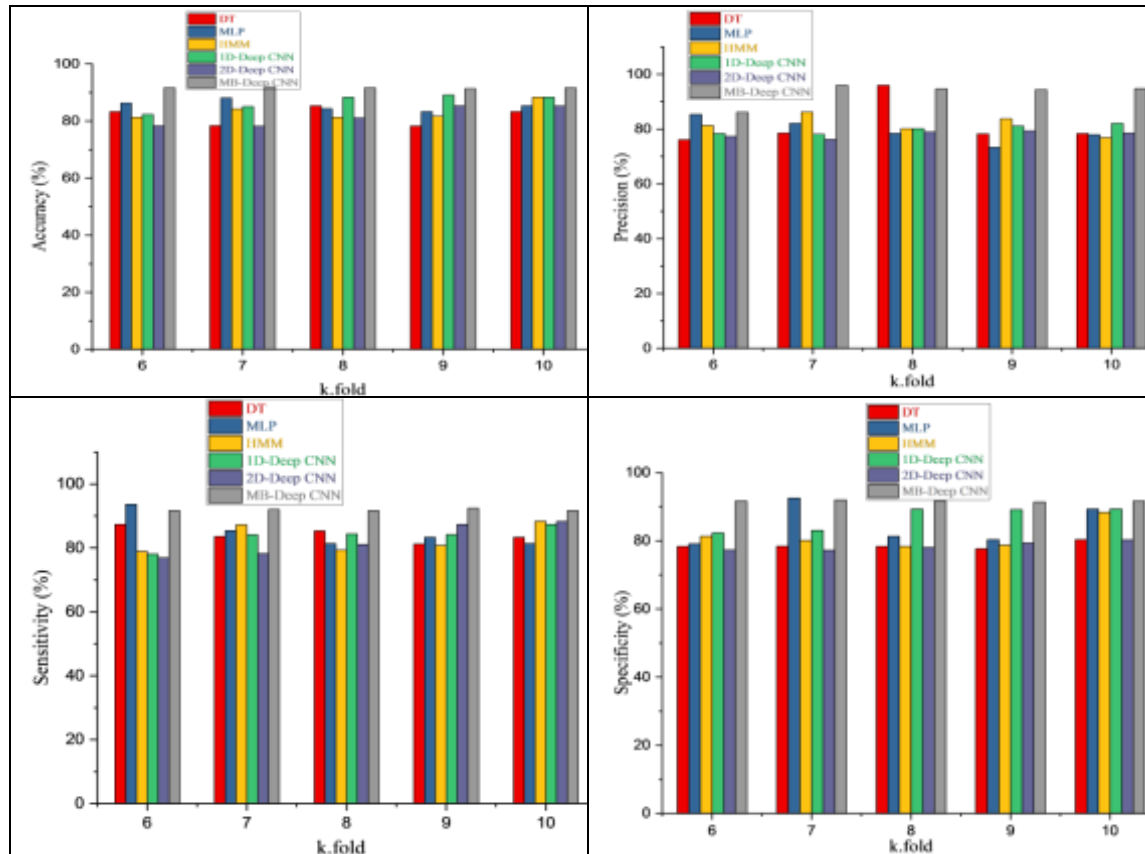 DT
MLP
HMM
1D-Deep CNN
2D-Deep CNN
MB-Deep CNN
100
80
60
40
20
0
Accuracy (%)
6 7 8 9 10
k.fold
DT
MLP
HMM
1D-Deep CNN
2D-Deep CNN
MB-Deep CNN
100
80
60
40
20
0
Precision (%)
6 7 8 9 10
k.fold
DT
MLP
HMM
1D-Deep CNN
2D-Deep CNN
MB-Deep CNN
100
80
60
40
20
0
Sensitivity (%)
6 7 8 9 10
k.fold
DT
MLP
HMM
1D-Deep CNN
2D-Deep CNN
MB-Deep CNN
100
80
60
40
20
0
Specificity (%)
6 7 8 9 10
k.fold